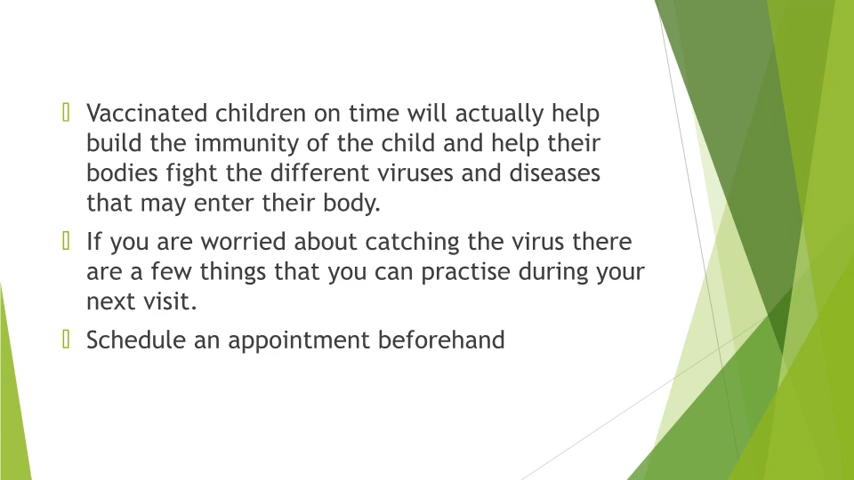 Vaccinated children on time will actually help
build the immunity of the child and help their
bodies fight the different viruses and diseases
that may enter their body.
If you are worried about catching the virus there
are a few things that you can practise during your
next visit.
Schedule an appointment beforehand